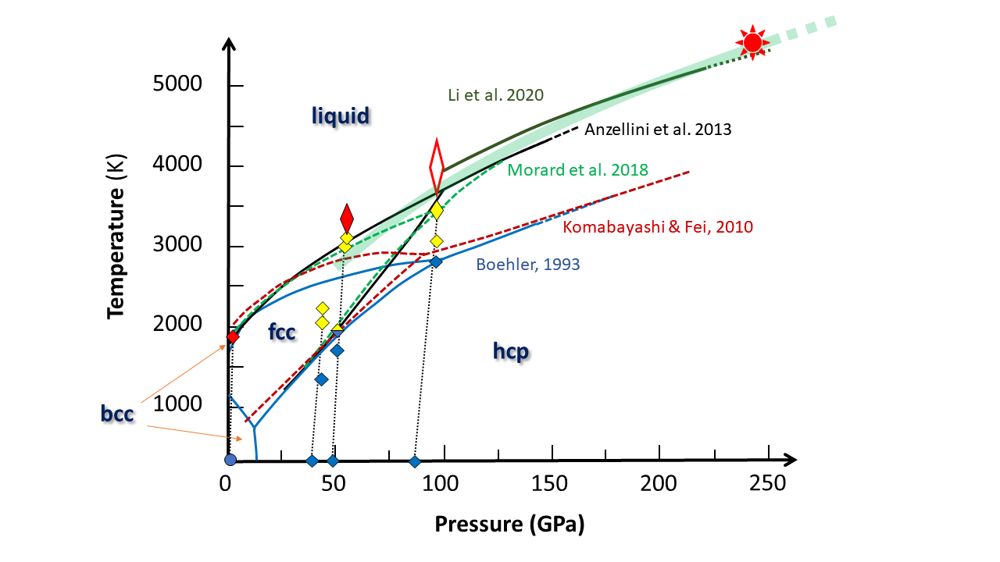 5000
4000
3000
2000
1000
Temperature (K)
liquid
Li et al. 2020
Anzellini et al. 2013
Morard et al. 2018
Komabayashi & Fei, 2010
Boehler, 1993
fcc
hcp
bcc
0
50
100
150
200
250
Pressure (GPa)